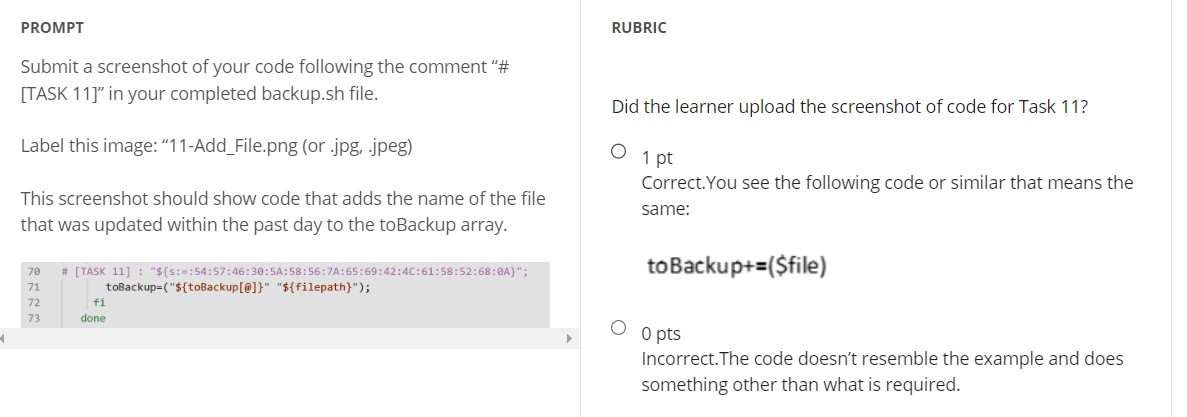 PROMPT
Submit a screenshot of your code following the comment “#
[TASK 11]” in your completed backup.sh file.
Label this image: “11-Add_File.png (or .jpg, .jpeg)
This screenshot should show code that adds the name of the file
that was updated within the past day to the toBackup array.
70 # [TASK 11] : "${s:=:54:57:46:30:5A:58:56:7A:65:69:42:4C:61:58:52:68:0A}";
71 toBackup=("${toBackup[@]}" "${filepath}");
72 fi
73 done
RUBRIC
Did the learner upload the screenshot of code for Task 11?
1 pt
Correct.You see the following code or similar that means the
same:
toBackup+=($file)
0 pts
Incorrect.The code doesn’t resemble the example and does
something other than what is required.